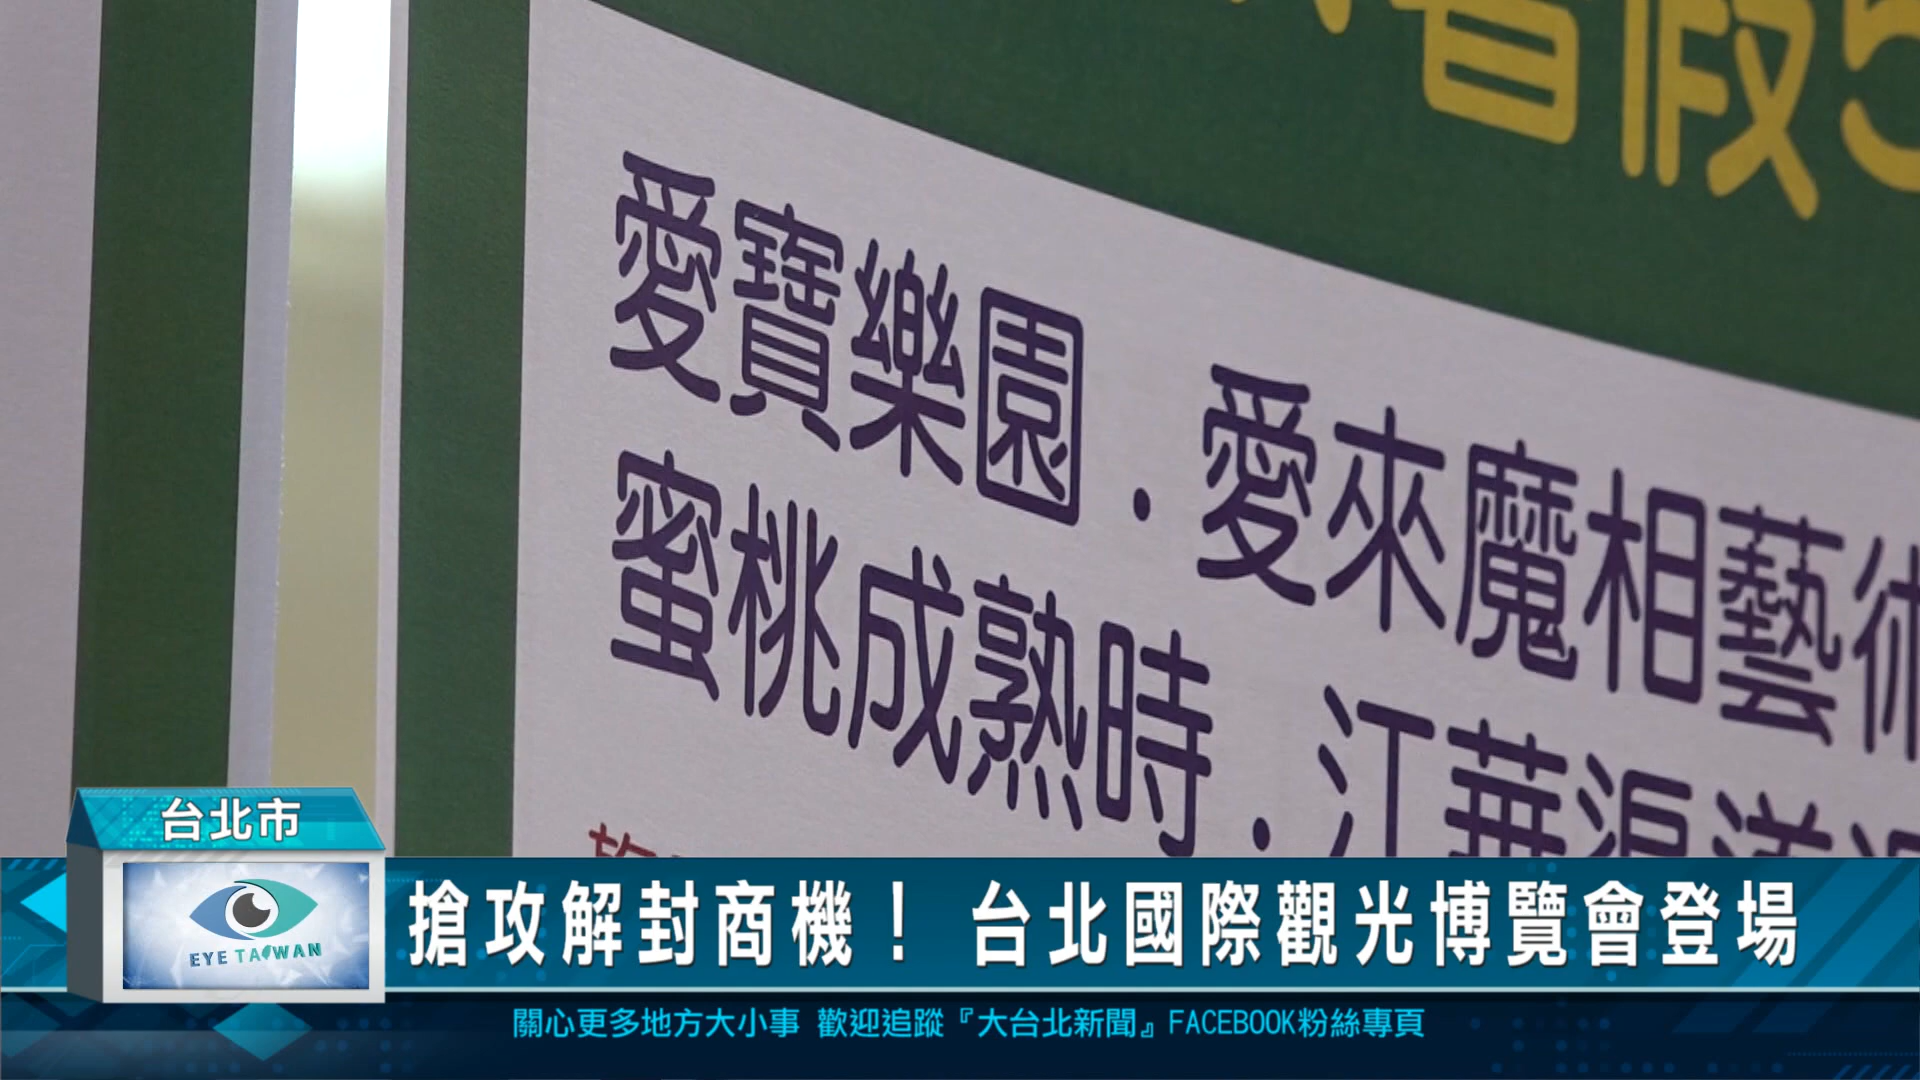 暑假5
愛寶樂園．愛來魔相藝術
蜜桃成熟時．江華
台北市
EYE TAIWAN
搶攻解封商機！ 台北國際觀光博覽會登場
關心更多地方大小事 歡迎追蹤『大台北新聞』FACEBOOK粉絲專頁